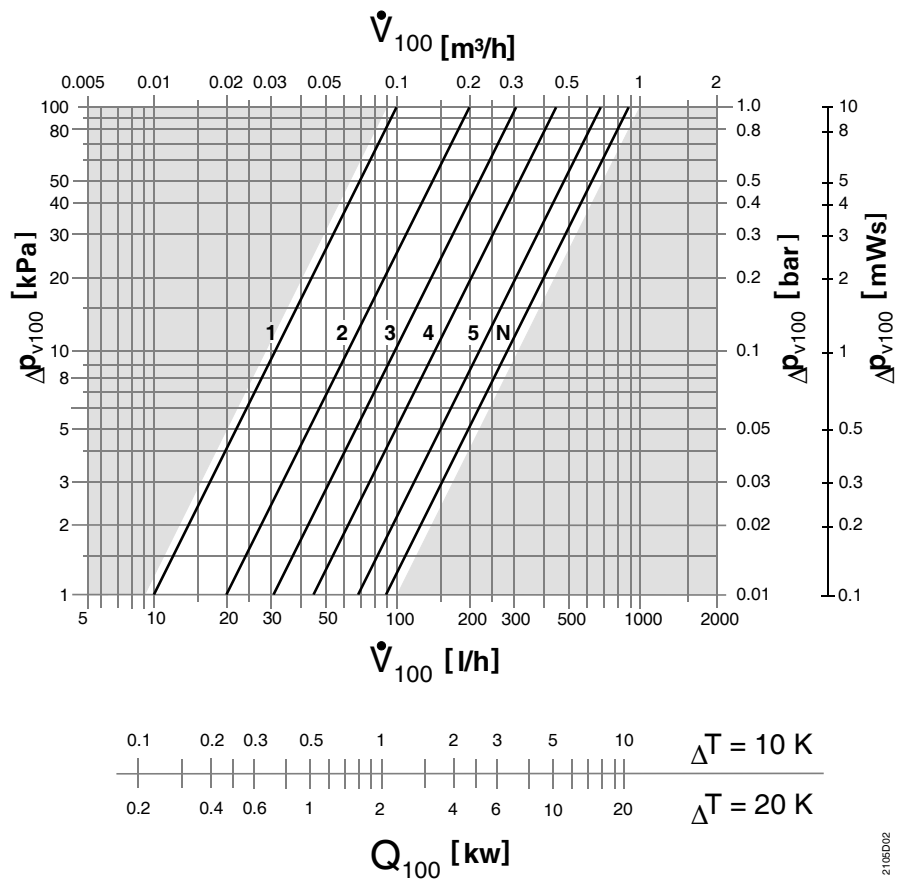 V̇100 [m³/h]
0.005 0.01 0.02 0.03 0.05 0.1 0.2 0.3 0.5 1 2
100 1.0 10
80 0.8 8
50 0.5 5
40 0.4 4
30 0.3 3
20 0.2 2
1 2 3 4 5 N
10 0.1 1
8
5 0.05 0.5
3 0.03 0.3
2 0.02 0.2
1 0.01 0.1
Δpv100 [kPa]
Δpv100 [bar]
Δpv100 [mWs]
5 10 20 30 50 100 200 300 500 1000 2000
V̇100 [l/h]
0.1 0.2 0.3 0.5 1 2 3 5 10 ΔT = 10 K
0.2 0.4 0.6 1 2 4 6 10 20 ΔT = 20 K
Q100 [kw]
2105D02